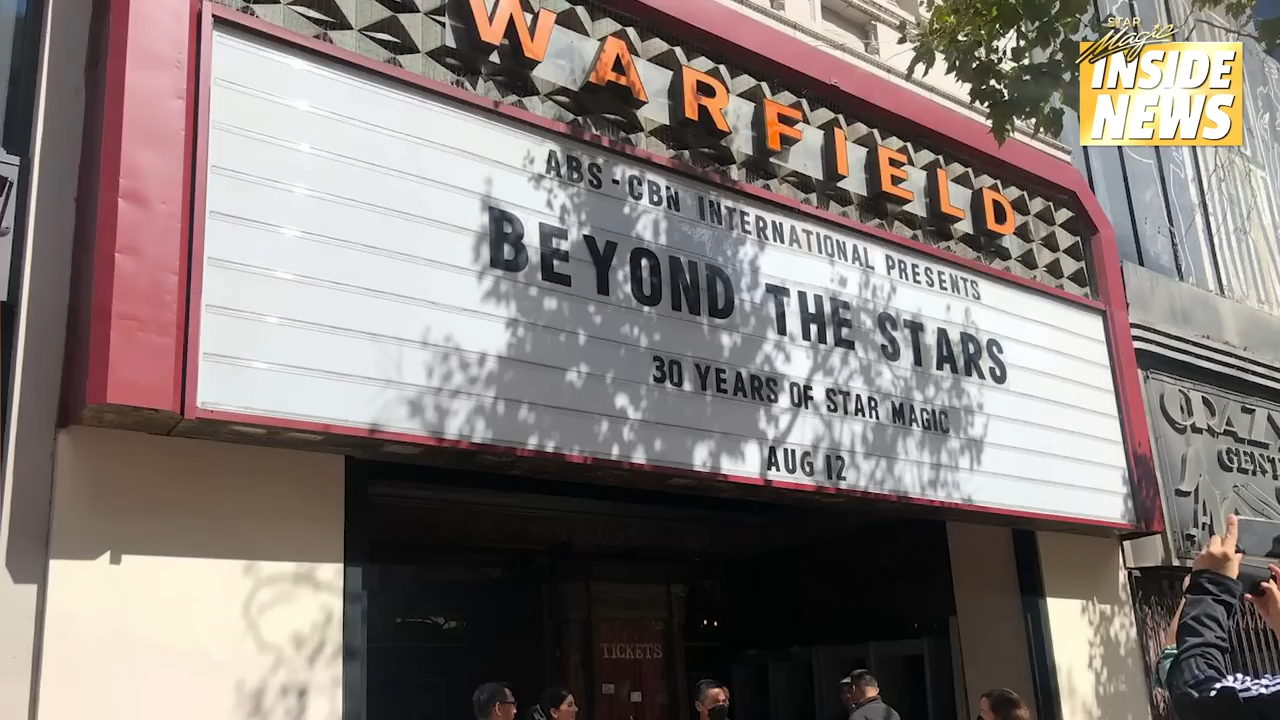 STAR
Magic
INSIDE
NEWS
WARFIELD
ABS-CBN INTERNATIONAL PRESENTS
BEYOND THE STARS
30 YEARS OF STAR MAGIC
AUG 12
CRAZY
TICKETS